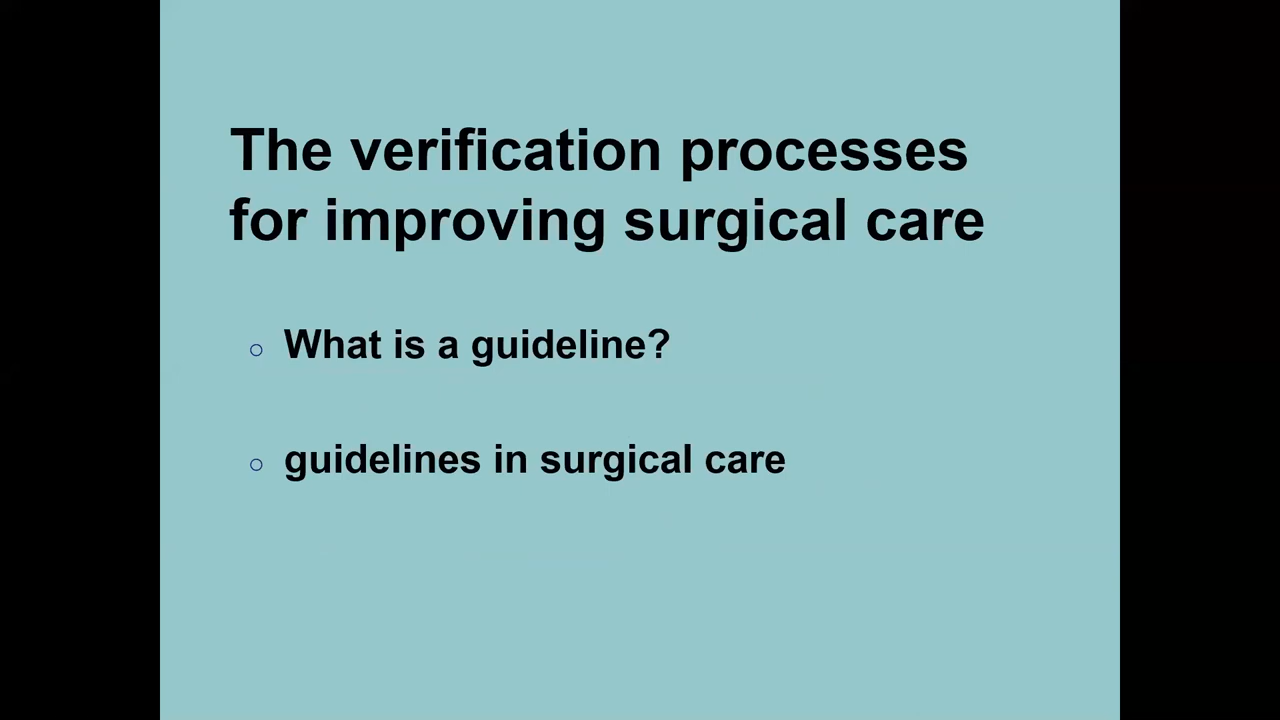 The verification processes
for improving surgical care
What is a guideline?
guidelines in surgical care